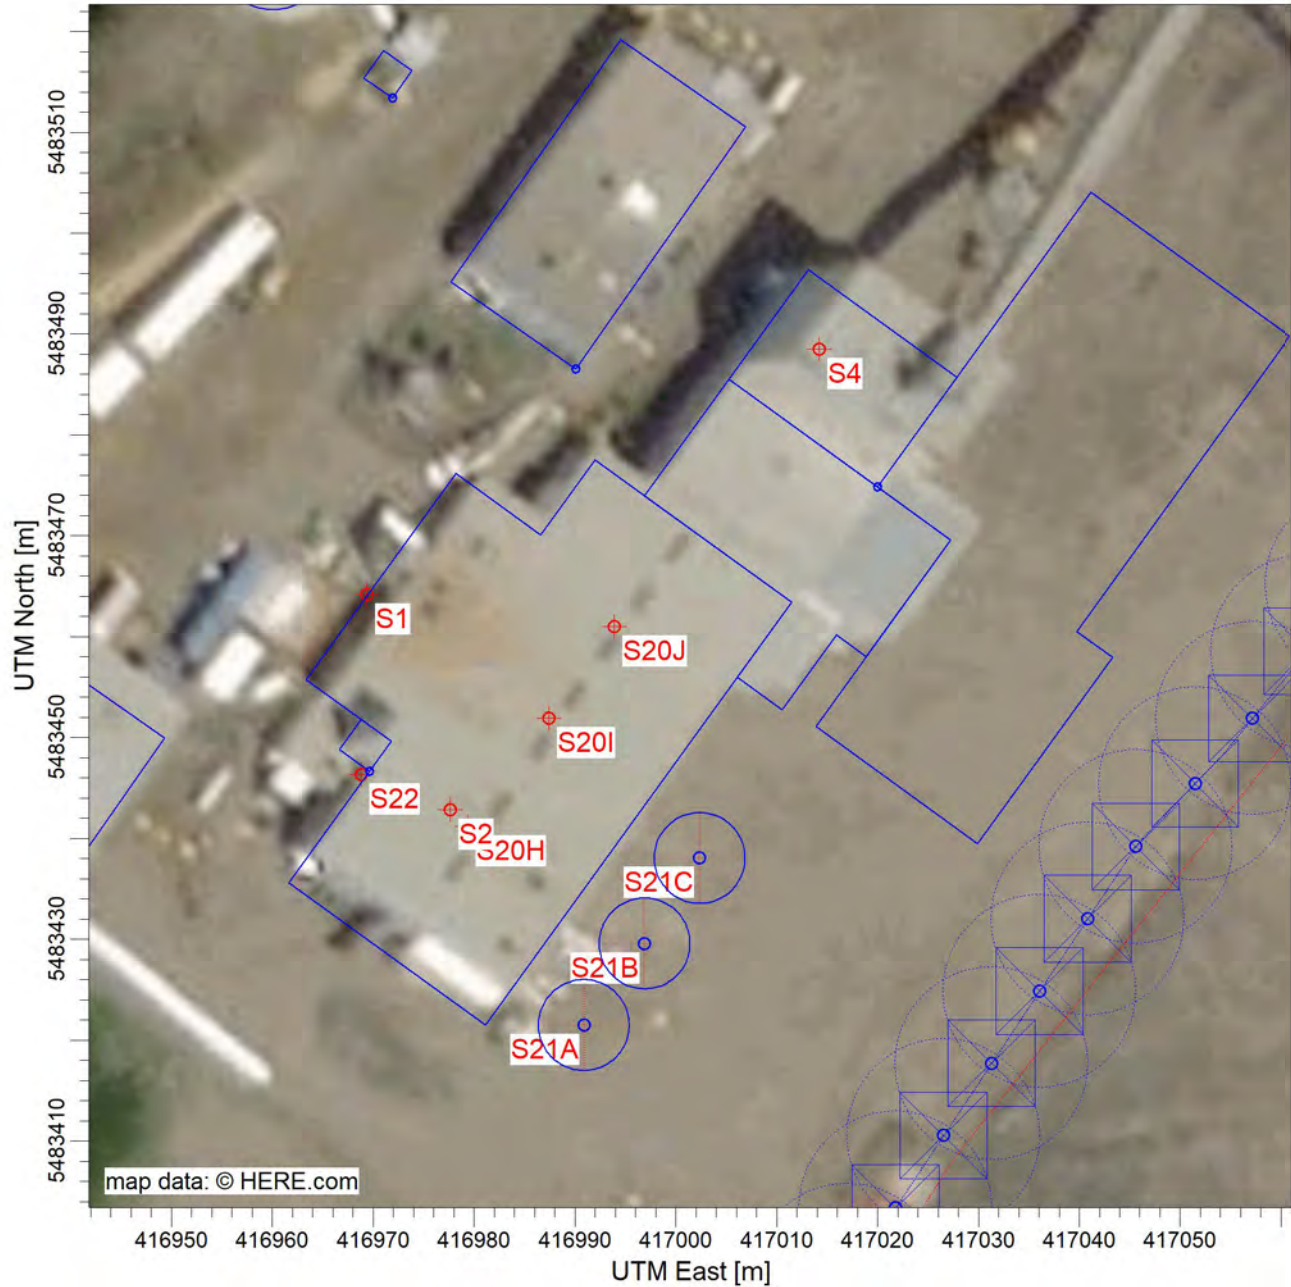 5483510
5483490
5483470
5483450
5483430
5483410
UTM North [m]
S4
S1
S20J
S20I
S22
S2
S20H
S21C
S21B
S21A
map data: © HERE.com
416950 416960 416970 416980 416990 417000 417010 417020 417030 417040 417050
UTM East [m]